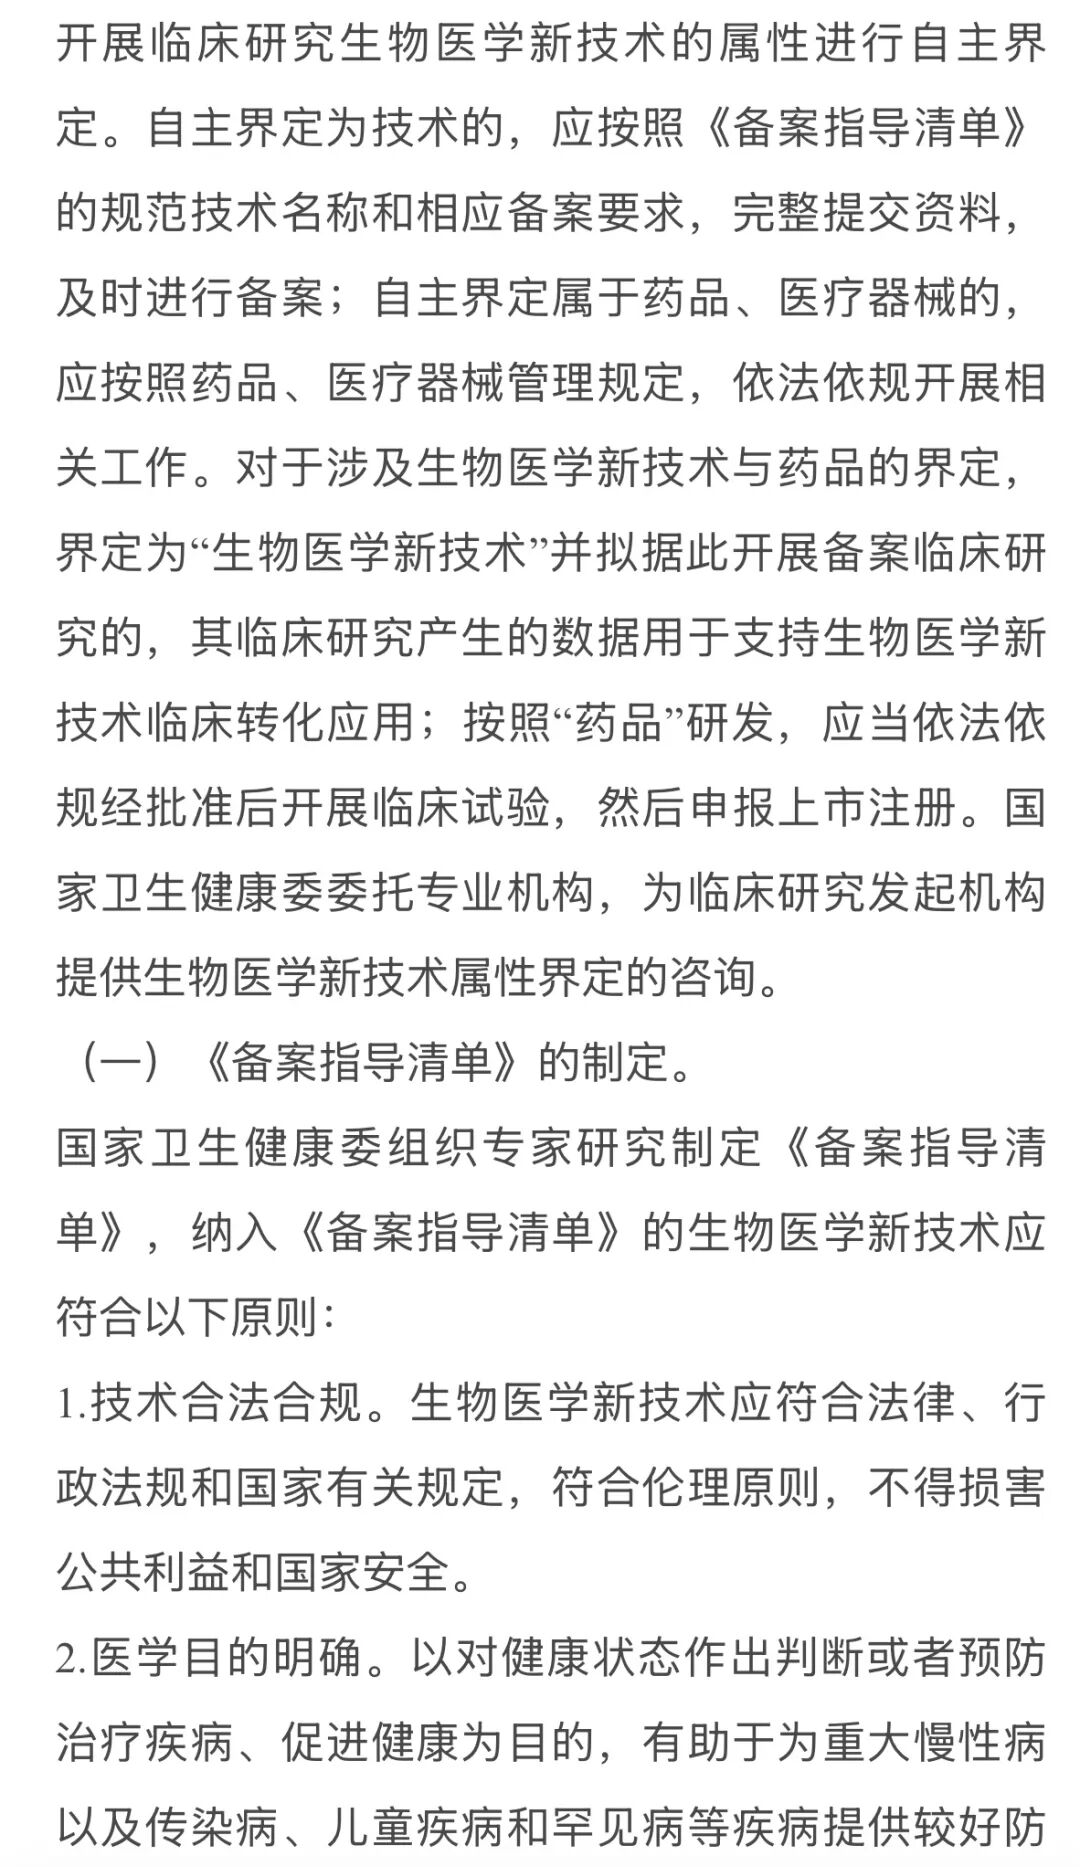 开展临床研究生物医学新技术的属性进行自主界
定。自主界定为技术的，应按照《备案指导清单》
的规范技术名称和相应备案要求，完整提交资料，
及时进行备案；自主界定属于药品、医疗器械的，
应按照药品、医疗器械管理规定，依法依规开展相
关工作。对于涉及生物医学新技术与药品的界定，
界定为“生物医学新技术”并拟据此开展备案临床研
究的，其临床研究产生的数据用于支持生物医学新
技术临床转化应用；按照“药品”研发，应当依法依
规经批准后开展临床试验，然后申报上市注册。国
家卫生健康委委托专业机构，为临床研究发起机构
提供生物医学新技术属性界定的咨询。
（一）《备案指导清单》的制定。
国家卫生健康委组织专家研究制定《备案指导清
单》，纳入《备案指导清单》的生物医学新技术应
符合以下原则：
1.技术合法合规。生物医学新技术应符合法律、行
政法规和国家有关规定，符合伦理原则，不得损害
公共利益和国家安全。
2.医学目的明确。以对健康状态作出判断或者预防
治疗疾病、促进健康为目的，有助于为重大慢性病
以及传染病、儿童疾病和罕见病等疾病提供较好防